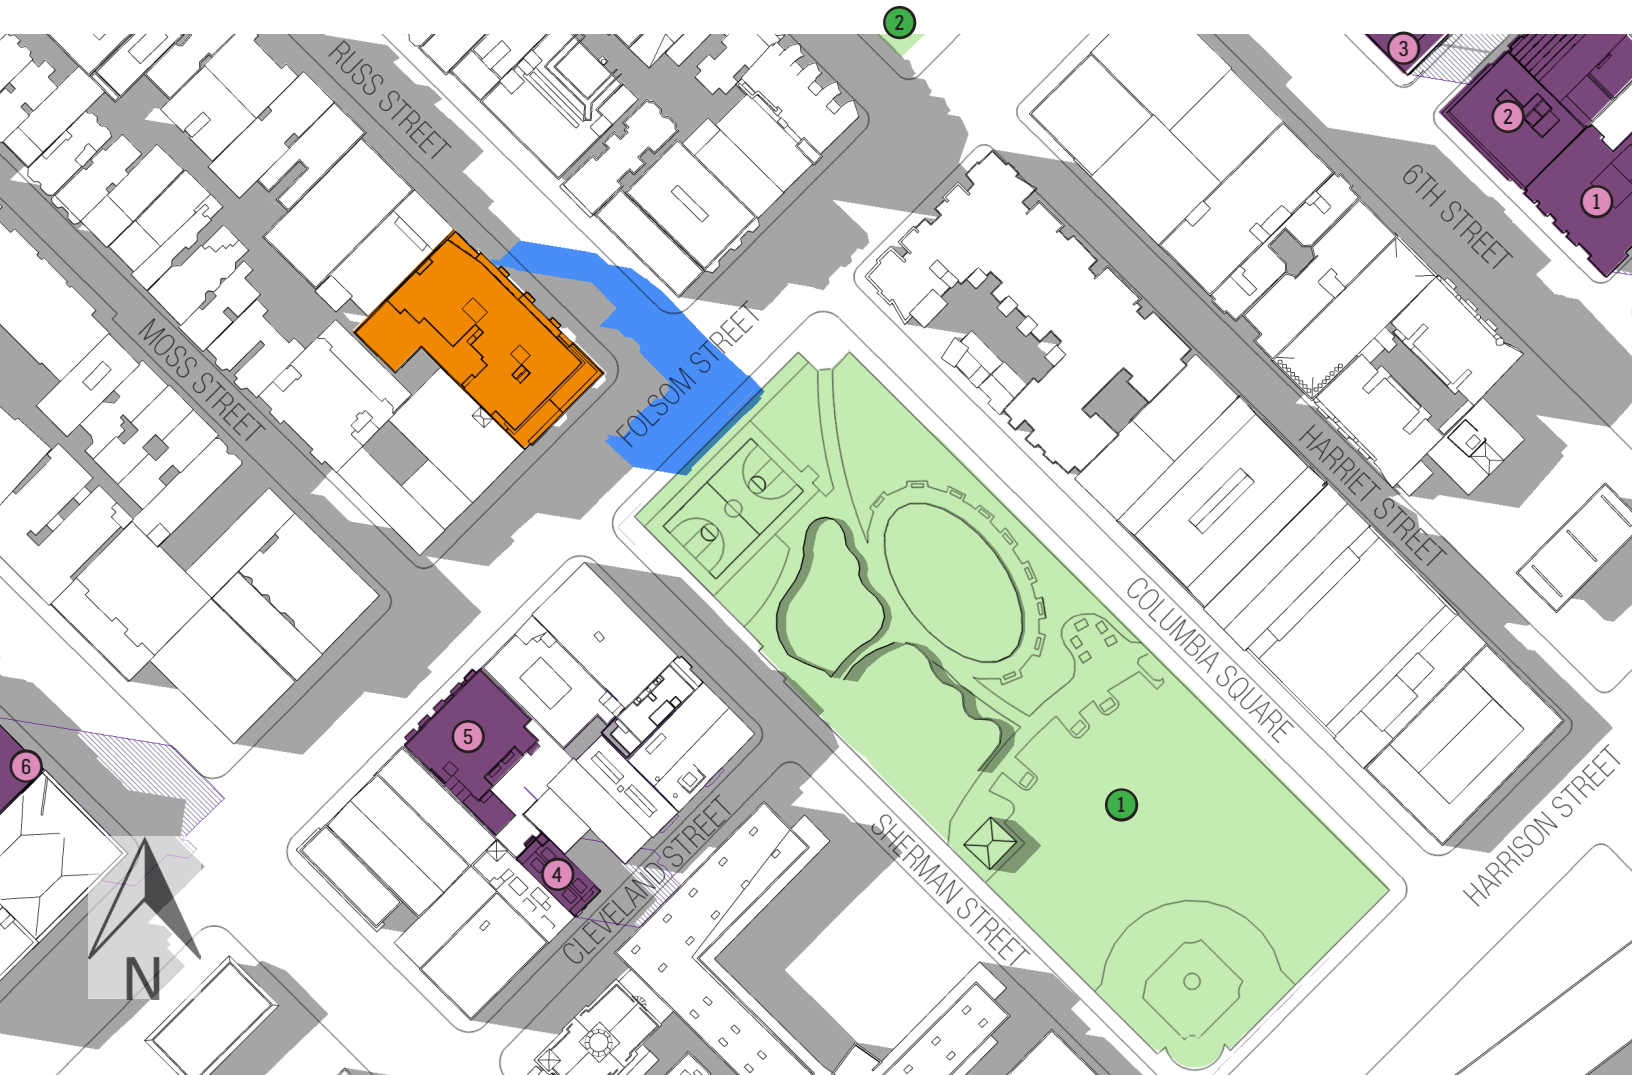 2
RUSS STREET
3
2
6TH STREET
1
MOSS STREET
FOLSOM STREET
HARRIET STREET
COLUMBIA SQUARE
5
6
1
HARRISON STREET
4
CLEVELAND STREET
SHERMAN STREET
N